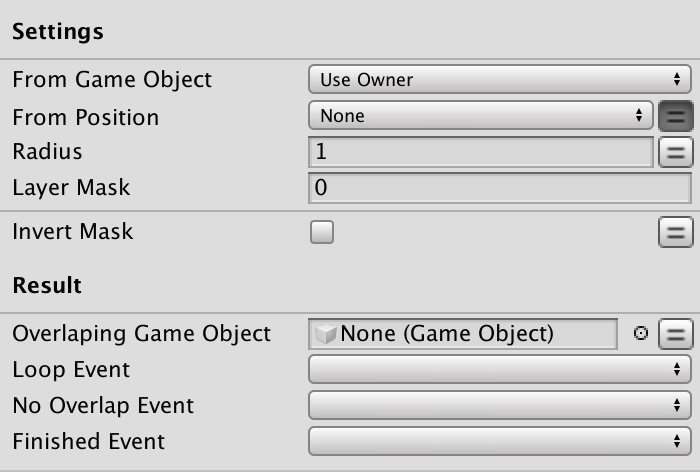 Settings
From Game Object Use Owner
From Position None
Radius 1
Layer Mask 0
Invert Mask
Result
Overlaping Game Object None (Game Object)
Loop Event
No Overlap Event
Finished Event